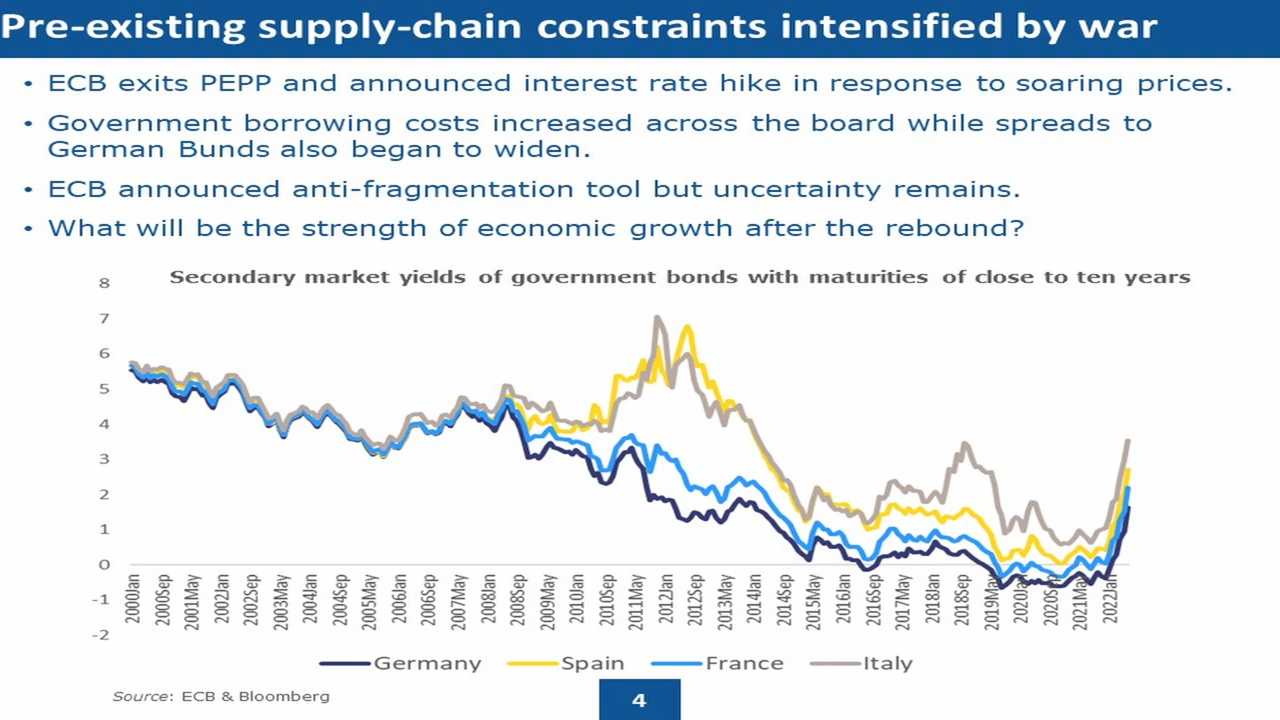 Pre-existing supply-chain constraints intensified by war
• ECB exits PEPP and announced interest rate hike in response to soaring prices.
• Government borrowing costs increased across the board while spreads to
German Bunds also began to widen.
• ECB announced anti-fragmentation tool but uncertainty remains.
• What will be the strength of economic growth after the rebound?
Secondary market yields of government bonds with maturities of close to ten years
8
7
6
5
4
3
2
1
0
-1
-2
2000Jan
2000Sep
2001May
2002Jan
2002Sep
2003May
2004Jan
2004Sep
2005May
2006Jan
2006Sep
2007May
2008Jan
2008Sep
2009May
2010Jan
2010Sep
2011May
2012Jan
2012Sep
2013May
2014Jan
2014Sep
2015May
2016Jan
2016Sep
2017May
2018Jan
2018Sep
2019May
2020Jan
2020Sep
2021May
2022Jan
Germany Spain France Italy
Source: ECB & Bloomberg
4